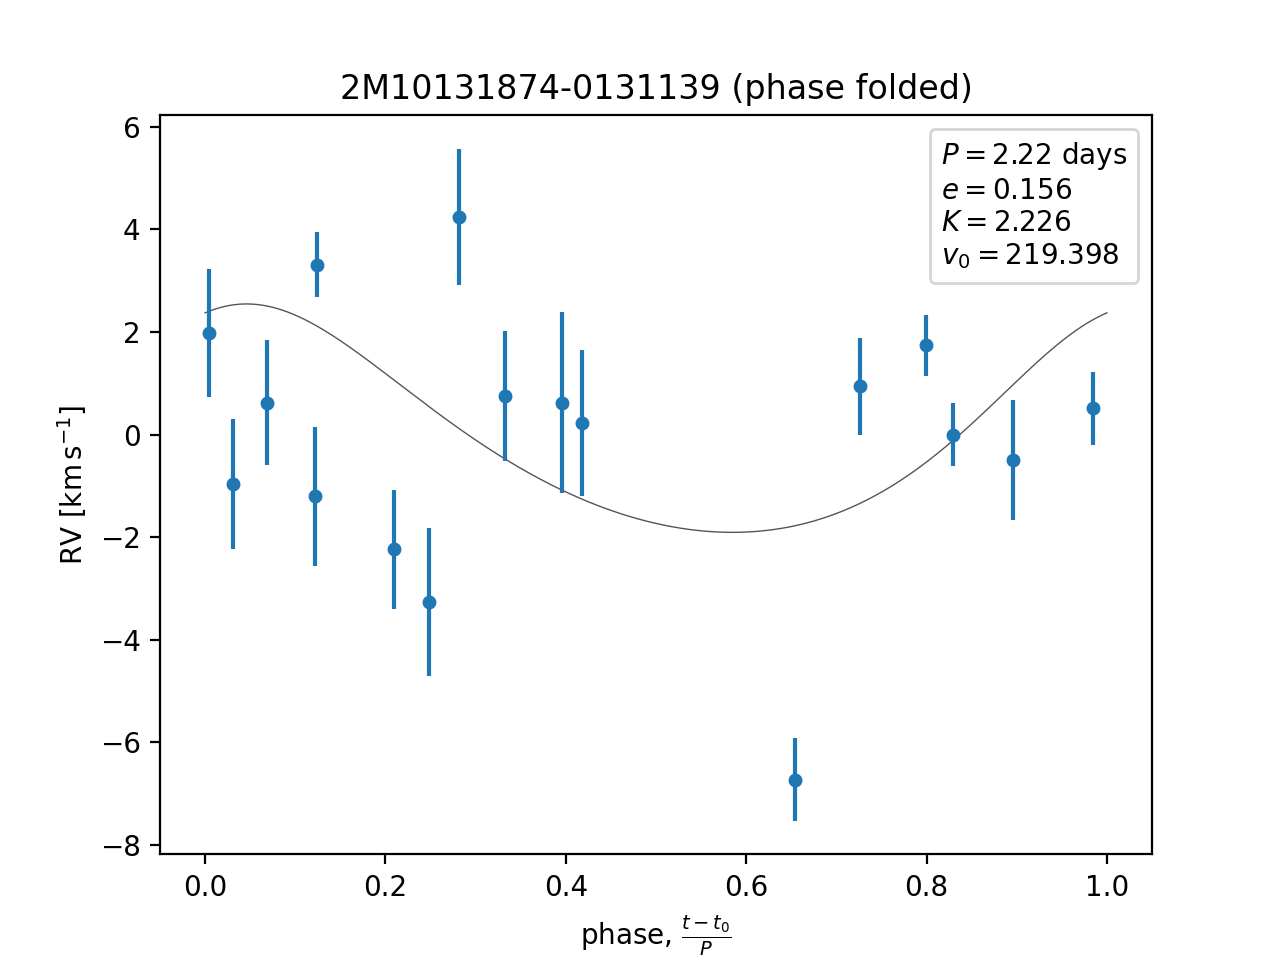 2M10131874-0131139 (phase folded)
P = 2.22 days
e = 0.156
K = 2.226
v₀ = 219.398
6
4
2
0
−2
−4
−6
−8
RV [km s⁻¹]
0.0 0.2 0.4 0.6 0.8 1.0
phase, (t − t₀)/P